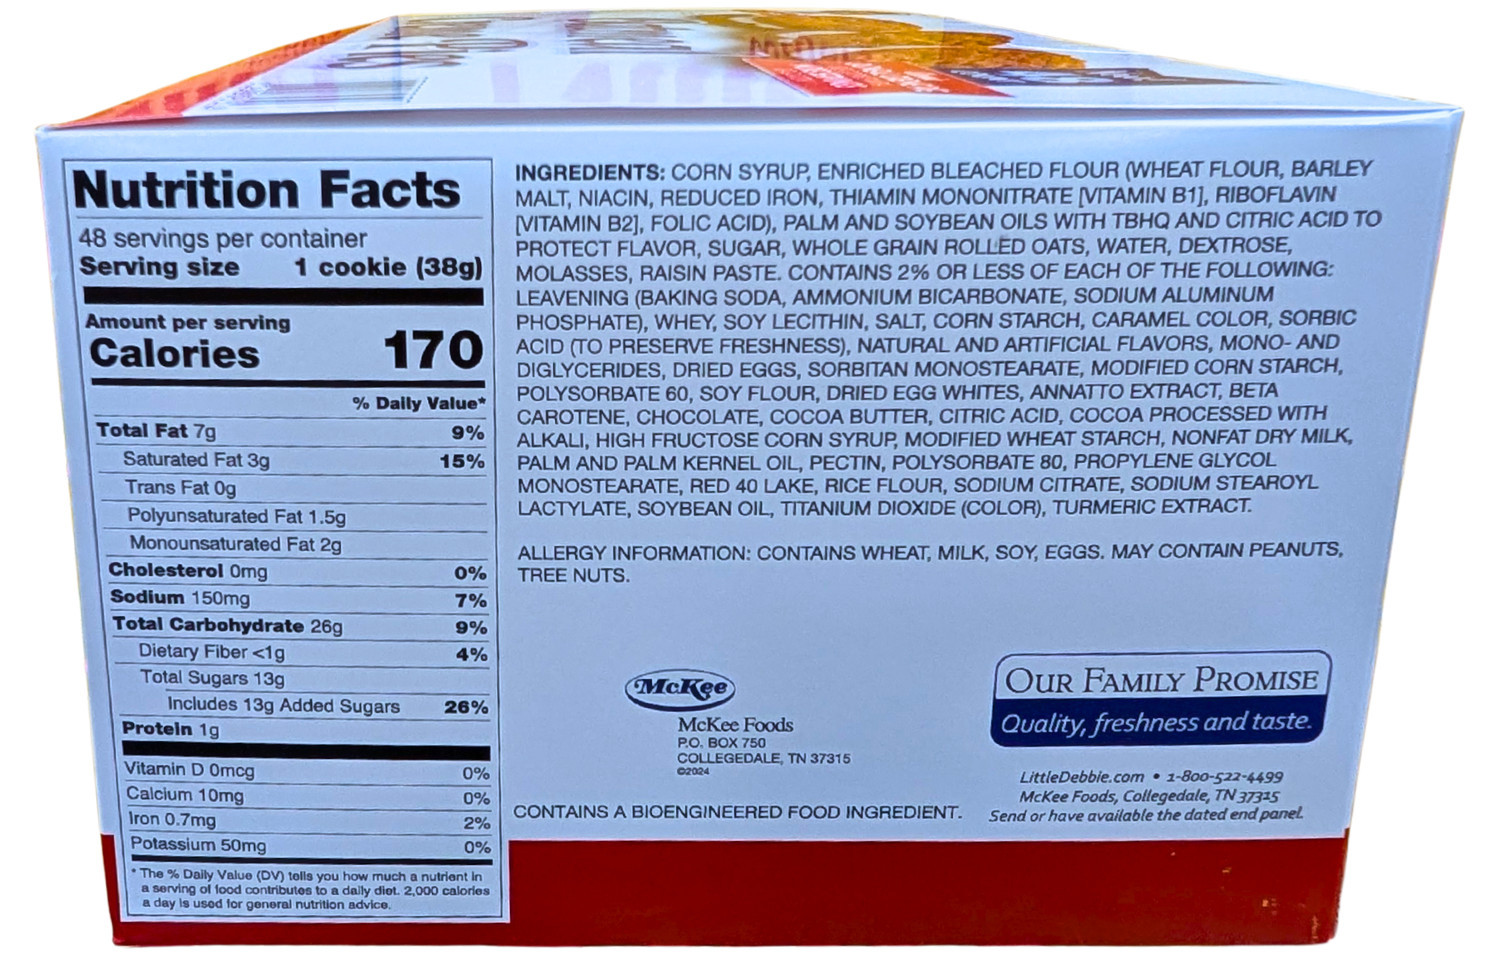 Nutrition Facts
48 servings per container
Serving size 1 cookie (38g)
Amount per serving
Calories 170
% Daily Value*
Total Fat 7g 9%
Saturated Fat 3g 15%
Trans Fat 0g
Polyunsaturated Fat 1.5g
Monounsaturated Fat 2g
Cholesterol 0mg 0%
Sodium 150mg 7%
Total Carbohydrate 26g 9%
Dietary Fiber <1g 4%
Total Sugars 13g
Includes 13g Added Sugars 26%
Protein 1g
Vitamin D 0mcg 0%
Calcium 10mg 0%
Iron 0.7mg 2%
Potassium 50mg 0%
* The % Daily Value (DV) tells you how much a nutrient in
a serving of food contributes to a daily diet. 2,000 calories
a day is used for general nutrition advice.
INGREDIENTS: CORN SYRUP, ENRICHED BLEACHED FLOUR (WHEAT FLOUR, BARLEY
MALT, NIACIN, REDUCED IRON, THIAMIN MONONITRATE [VITAMIN B1], RIBOFLAVIN
[VITAMIN B2], FOLIC ACID), PALM AND SOYBEAN OILS WITH TBHQ AND CITRIC ACID TO
PROTECT FLAVOR, SUGAR, WHOLE GRAIN ROLLED OATS, WATER, DEXTROSE,
MOLASSES, RAISIN PASTE. CONTAINS 2% OR LESS OF EACH OF THE FOLLOWING:
LEAVENING (BAKING SODA, AMMONIUM BICARBONATE, SODIUM ALUMINUM
PHOSPHATE), WHEY, SOY LECITHIN, SALT, CORN STARCH, CARAMEL COLOR, SORBIC
ACID (TO PRESERVE FRESHNESS), NATURAL AND ARTIFICIAL FLAVORS, MONO- AND
DIGLYCERIDES, DRIED EGGS, SORBITAN MONOSTEARATE, MODIFIED CORN STARCH,
POLYSORBATE 60, SOY FLOUR, DRIED EGG WHITES, ANNATTO EXTRACT, BETA
CAROTENE, CHOCOLATE, COCOA BUTTER, CITRIC ACID, COCOA PROCESSED WITH
ALKALI, HIGH FRUCTOSE CORN SYRUP, MODIFIED WHEAT STARCH, NONFAT DRY MILK,
PALM AND PALM KERNEL OIL, PECTIN, POLYSORBATE 80, PROPYLENE GLYCOL
MONOSTEARATE, RED 40 LAKE, RICE FLOUR, SODIUM CITRATE, SODIUM STEAROYL
LACTYLATE, SOYBEAN OIL, TITANIUM DIOXIDE (COLOR), TURMERIC EXTRACT.
ALLERGY INFORMATION: CONTAINS WHEAT, MILK, SOY, EGGS. MAY CONTAIN PEANUTS,
TREE NUTS.
McKee
McKee Foods
P.O. BOX 750
COLLEGEDALE, TN 37315
©2024
CONTAINS A BIOENGINEERED FOOD INGREDIENT.
OUR FAMILY PROMISE
Quality, freshness and taste.
LittleDebbie.com • 1-800-522-4499
McKee Foods, Collegedale, TN 37315
Send or have available the dated end panel.